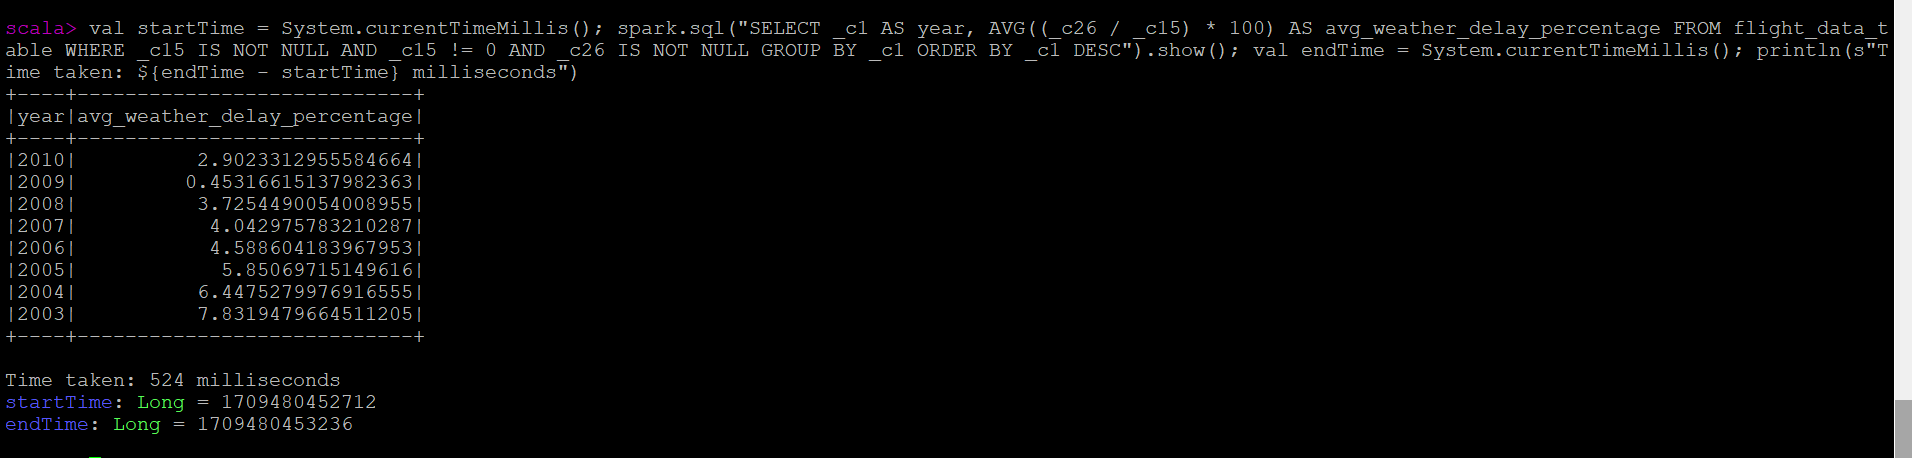 scala> val startTime = System.currentTimeMillis(); spark.sql("SELECT _c1 AS year, AVG((_c26 / _c15) * 100) AS avg_weather_delay_percentage FROM flight_data_t
able WHERE _c15 IS NOT NULL AND _c15 != 0 AND _c26 IS NOT NULL GROUP BY _c1 ORDER BY _c1 DESC").show(); val endTime = System.currentTimeMillis(); println(s"T
ime taken: ${endTime - startTime} milliseconds")
+----+----------------------------+
|year|avg_weather_delay_percentage|
+----+----------------------------+
|2010|          2.9023312955584664|
|2009|         0.45316615137982363|
|2008|          3.7254490054008955|
|2007|           4.042975783210287|
|2006|           4.588604183967953|
|2005|            5.85069715149616|
|2004|          6.4475279976916555|
|2003|          7.8319479664511205|
+----+----------------------------+
Time taken: 524 milliseconds
startTime: Long = 1709480452712
endTime: Long = 1709480453236